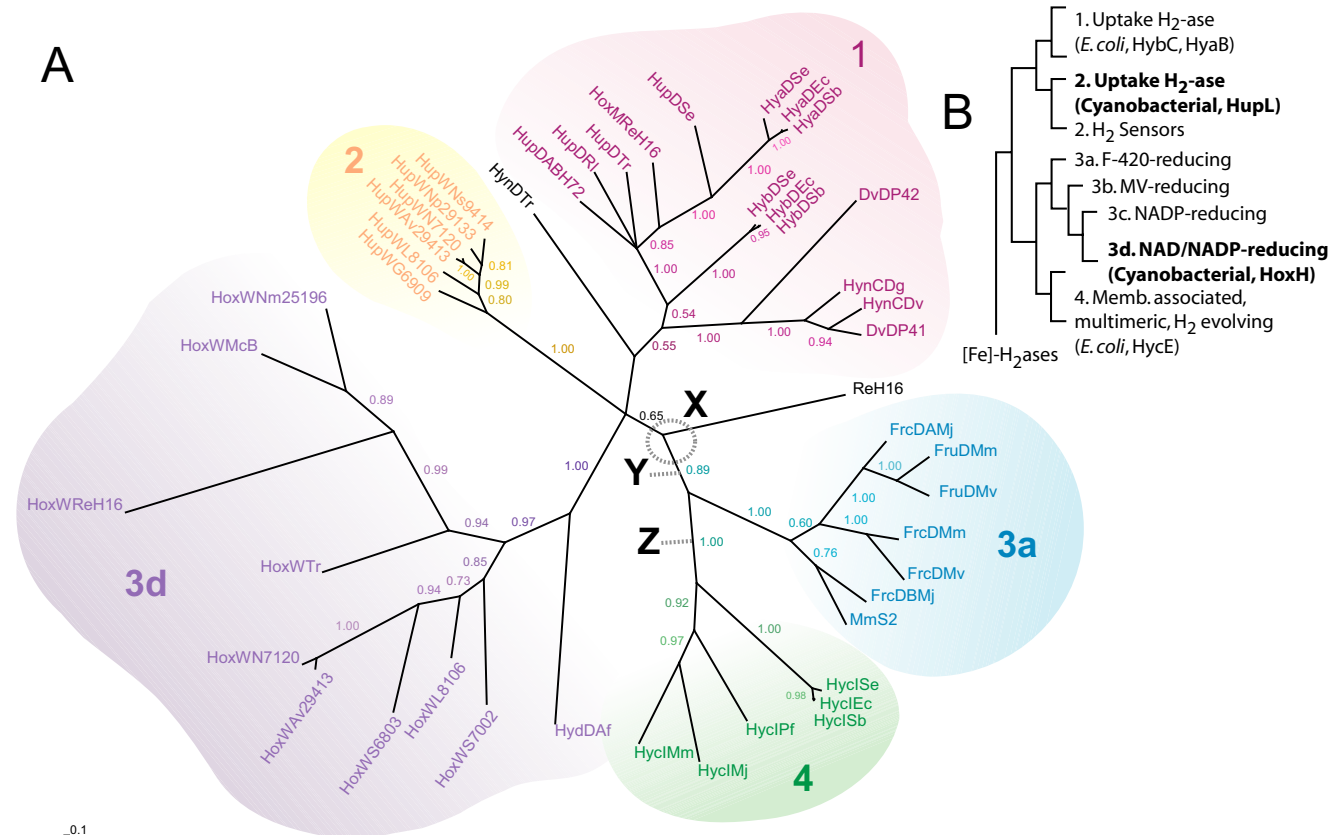 A
1
HupDSe
HyaDSe
HyaDEc
HyaDSb
HoxMReH16
HupDTr
HupDRl
HupDABH72
1.00
1.00
1.00
0.85
1.00
HybDSe
HybDEc
HybDSb
0.95
1.00
DvDP42
HynCDg
HynCDv
DvDP41
0.54
0.55
1.00
1.00
0.94
HynDTr
2
HupWNs9414
HupWNp29133
HupWN7120
HupWAv29413
HupWL8106
HupWG6909
1.00
0.81
0.99
0.80
1.00
HoxWNm25196
HoxWMcB
0.89
HoxWReH16
0.99
HoxWTr
0.94
0.97
1.00
3d
0.85
0.73
0.94
1.00
HoxWN7120
HoxWAv29413
HoxWS6803
HoxWL8106
HoxWS7002
HydDAf
0.65
X
ReH16
Y
0.89
Z
1.00
1.00
0.60
1.00
1.00
1.00
0.76
FrcDAMj
FruDMm
FruDMv
FrcDMm
FrcDMv
FrcDBMj
MmS2
3a
0.92
0.97
1.00
0.98
HycISe
HycIEc
HycISb
HycIPf
HycIMm
HycIMj
4
_0.1
B
1. Uptake H2-ase
(E. coli, HybC, HyaB)
2. Uptake H2-ase
(Cyanobacterial, HupL)
2. H2 Sensors
3a. F-420-reducing
3b. MV-reducing
3c. NADP-reducing
3d. NAD/NADP-reducing
(Cyanobacterial, HoxH)
4. Memb. associated,
multimeric, H2 evolving
(E. coli, HycE)
[Fe]-H2ases